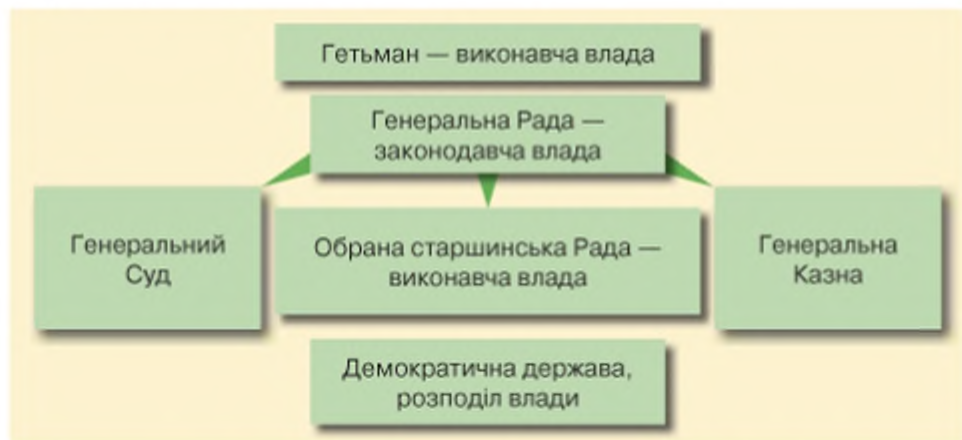 Гетьман — виконавча влада
Генеральна Рада —
законодавча влада
Генеральний
Суд
Обрана старшинська Рада —
виконавча влада
Генеральна
Казна
Демократична держава,
розподіл влади